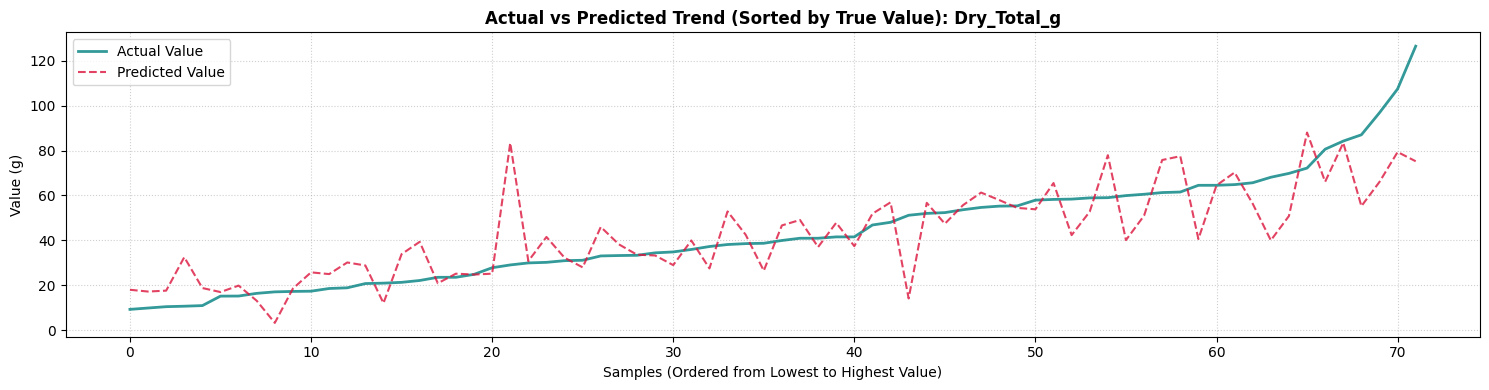 Actual vs Predicted Trend (Sorted by True Value): Dry_Total_g
Actual Value
Predicted Value
Value (g)
120
100
80
60
40
20
0
0 10 20 30 40 50 60 70
Samples (Ordered from Lowest to Highest Value)